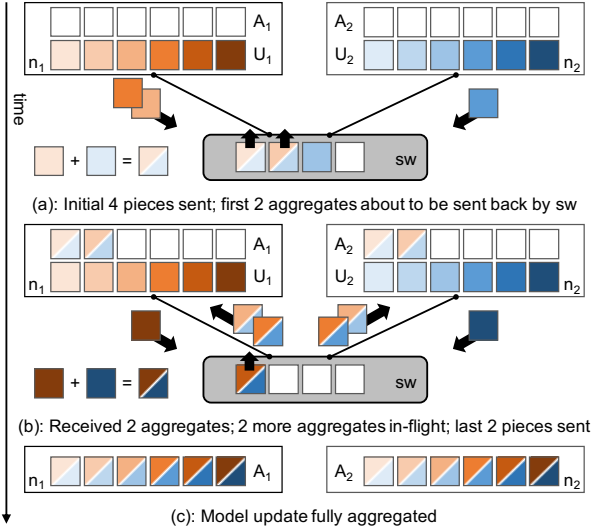 A1 A2
n1 U1 U2 n2
time
+ = sw
(a): Initial 4 pieces sent; first 2 aggregates about to be sent back by sw
A1 A2
n1 U1 U2 n2
+ = sw
(b): Received 2 aggregates; 2 more aggregates in-flight; last 2 pieces sent
n1 A1 A2 n2
(c): Model update fully aggregated